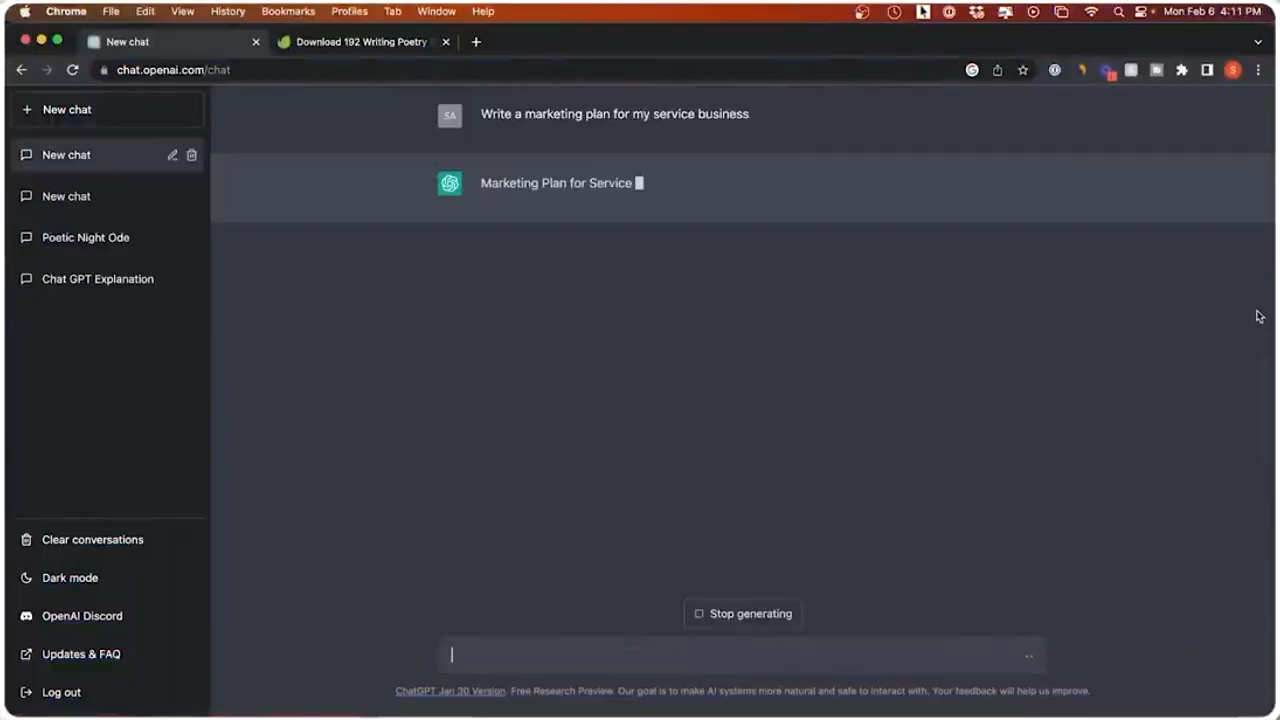 Chrome File Edit View History Bookmarks Profiles Tab Window Help Mon Feb 6 4:11 PM
New chat Download 192 Writing Poetry
chat.openai.com/chat
New chat
SA Write a marketing plan for my service business
New chat
Marketing Plan for Service
New chat
Poetic Night Ode
Chat GPT Explanation
Clear conversations
Dark mode
OpenAI Discord
Updates & FAQ
Log out
Stop generating
ChatGPT Jan 30 Version. Free Research Preview. Our goal is to make AI systems more natural and safe to interact with. Your feedback will help us improve.